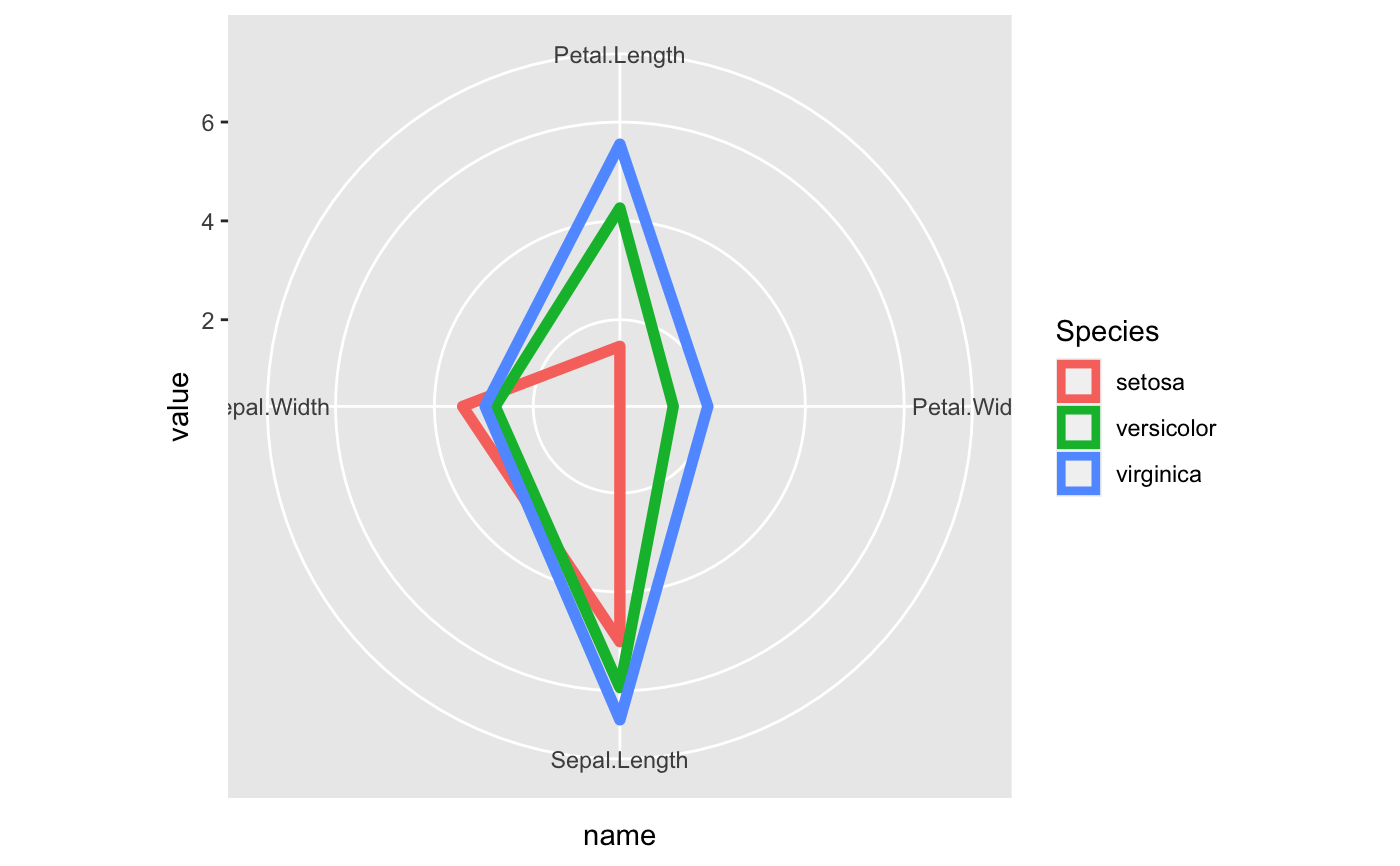 Petal.Length
6
4
2
value
epal.Width
Petal.Wid
Sepal.Length
name
Species
setosa
versicolor
virginica